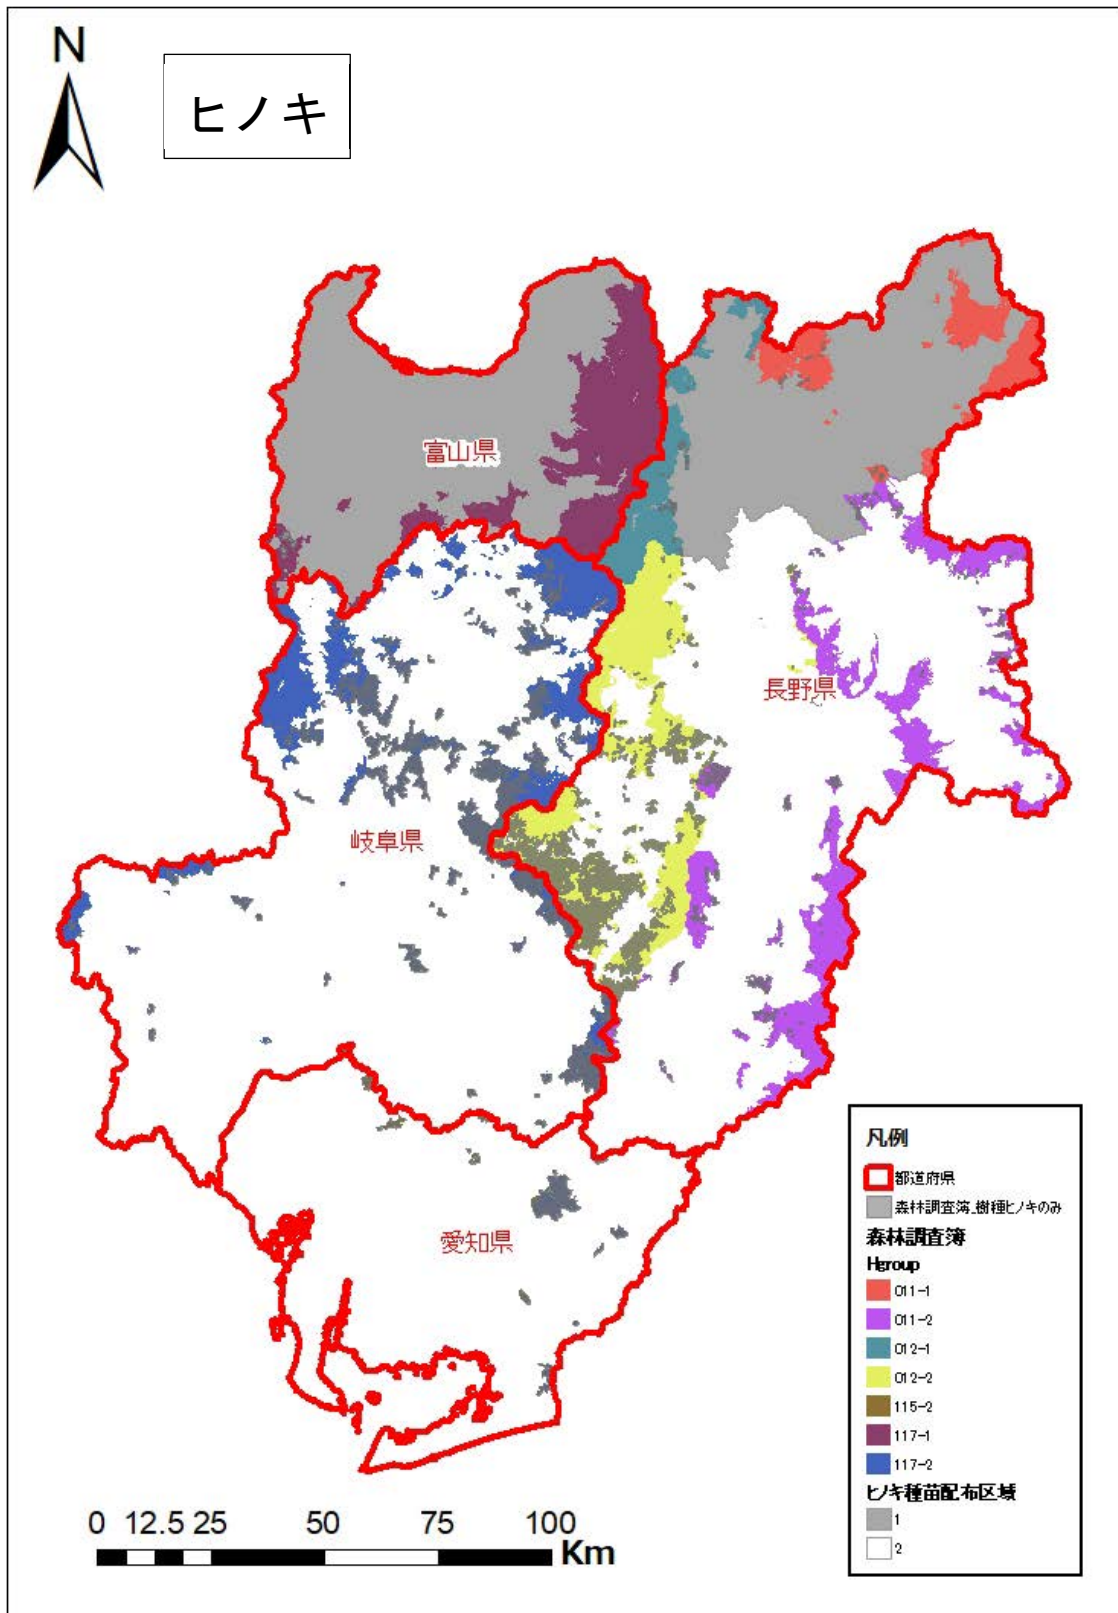 N
ヒノキ
富山県
長野県
岐阜県
愛知県
凡例
都道府県
森林調査簿_樹種ヒノキのみ
森林調査簿
Hgroup
011-1
011-2
012-1
012-2
115-2
117-1
117-2
ヒノキ種苗配布区域
1
2
0 12.5 25 50 75 100
Km